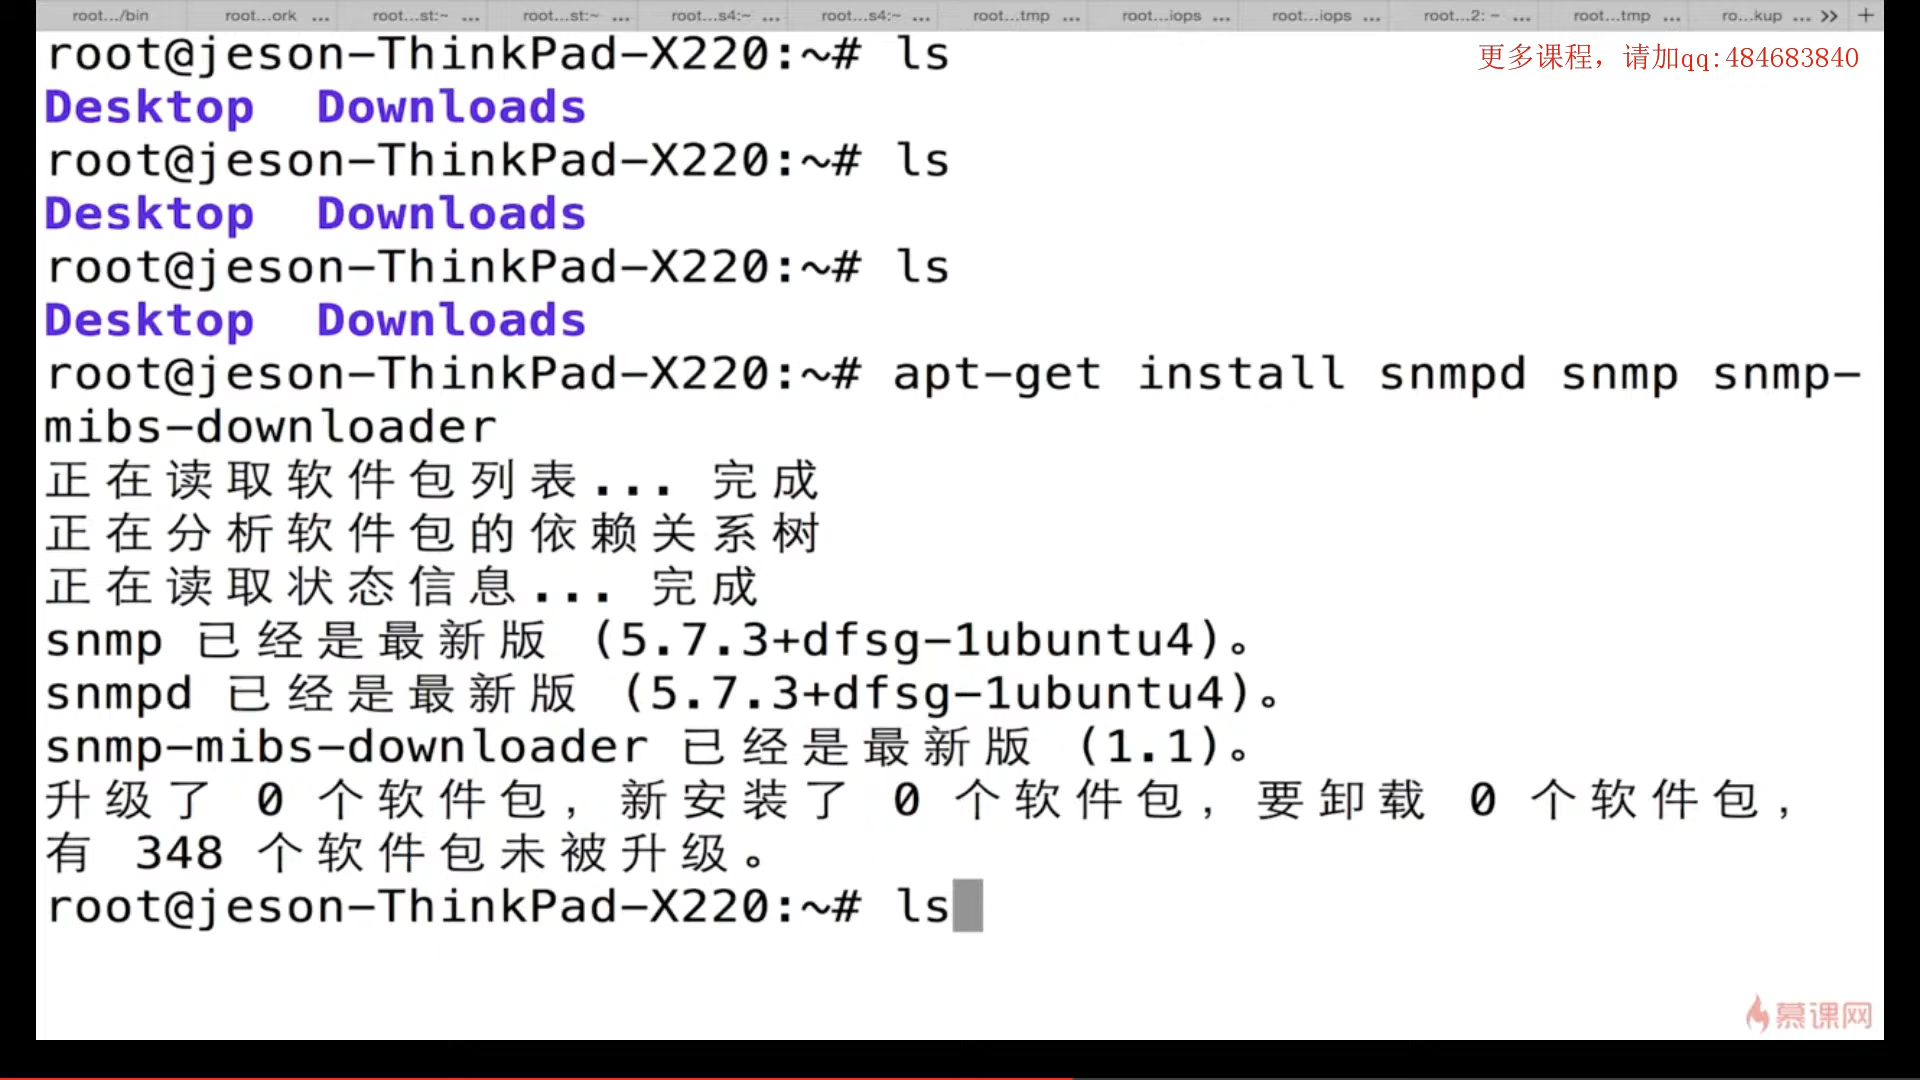 root.../bin root...ork ... root...st:~ ... root...st:~ ... root...s4:~ ... root...s4:~ ... root...tmp ... root...iops ... root...iops ... root...2: ~ ... root...tmp ... ro...kup ... >> +
root@jeson-ThinkPad-X220:~# ls
更多课程，请加qq:484683840
Desktop Downloads
root@jeson-ThinkPad-X220:~# ls
Desktop Downloads
root@jeson-ThinkPad-X220:~# ls
Desktop Downloads
root@jeson-ThinkPad-X220:~# apt-get install snmpd snmp snmp-
mibs-downloader
正在读取软件包列表... 完成
正在分析软件包的依赖关系树
正在读取状态信息... 完成
snmp 已经是最新版 (5.7.3+dfsg-1ubuntu4)。
snmpd 已经是最新版 (5.7.3+dfsg-1ubuntu4)。
snmp-mibs-downloader 已经是最新版 (1.1)。
升级了 0 个软件包，新安装了 0 个软件包，要卸载 0 个软件包，
有 348 个软件包未被升级。
root@jeson-ThinkPad-X220:~# ls
慕课网